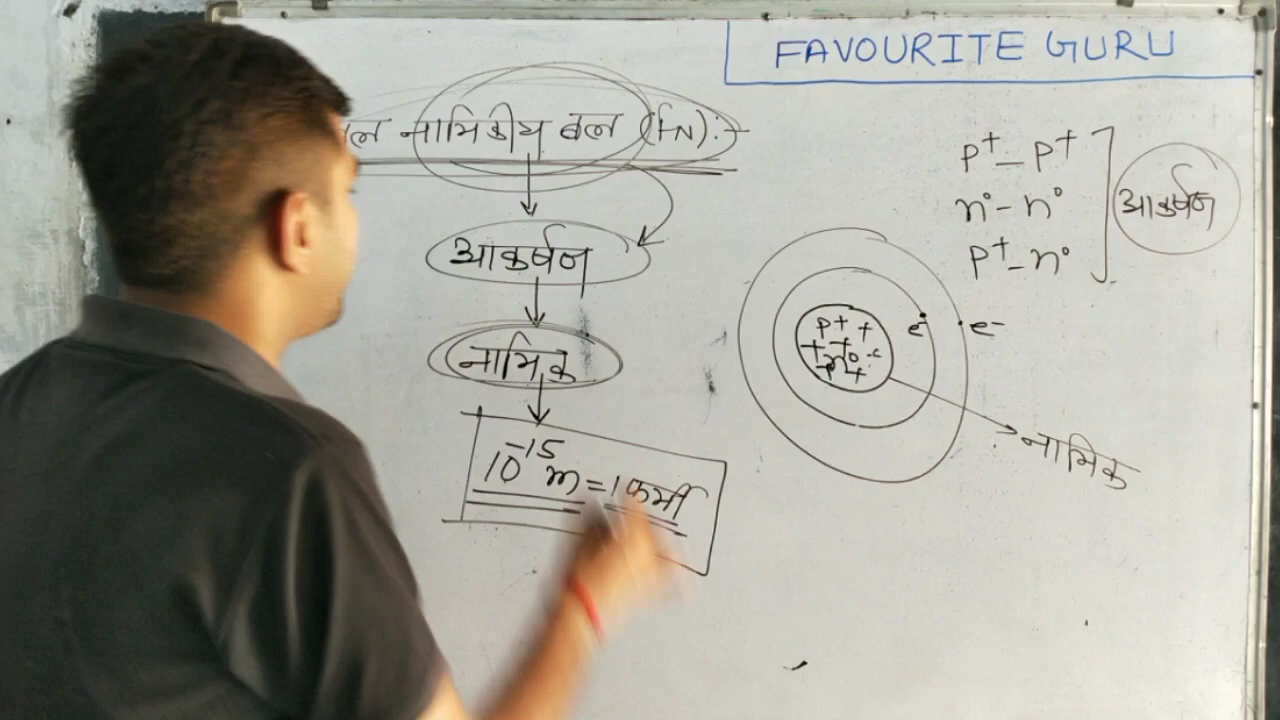 FAVOURITE GURU
नाभिकीय बल (FN):-
आकर्षण
नाभिक
10⁻¹⁵ m = 1 फर्मी
p⁺ – p⁺
n° – n°
p⁺ – n°
आकर्षण
p+ +
+ +
n°
+
e⁻
e⁻
नाभिक